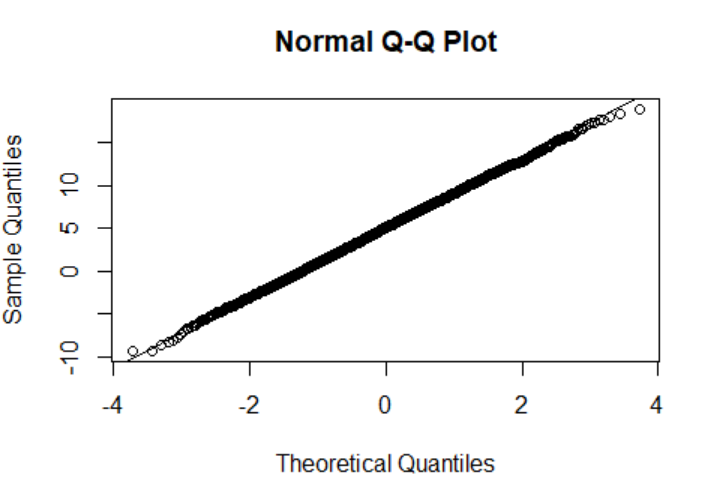 Normal Q-Q Plot
Sample Quantiles
10
5
0
-10
-4 -2 0 2 4
Theoretical Quantiles